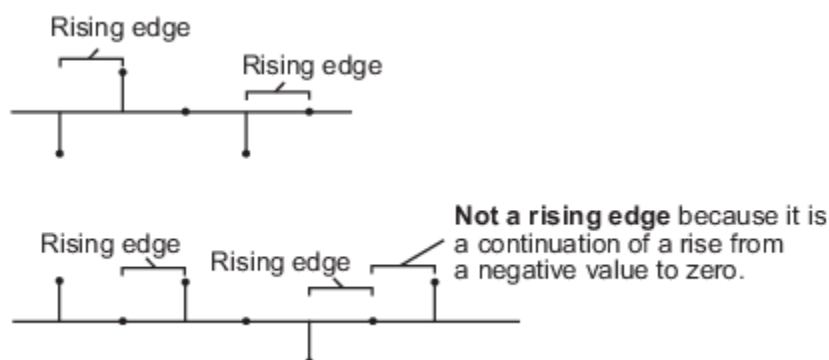 Rising edge
Rising edge
Not a rising edge because it is
a continuation of a rise from
a negative value to zero.
Rising edge
Rising edge